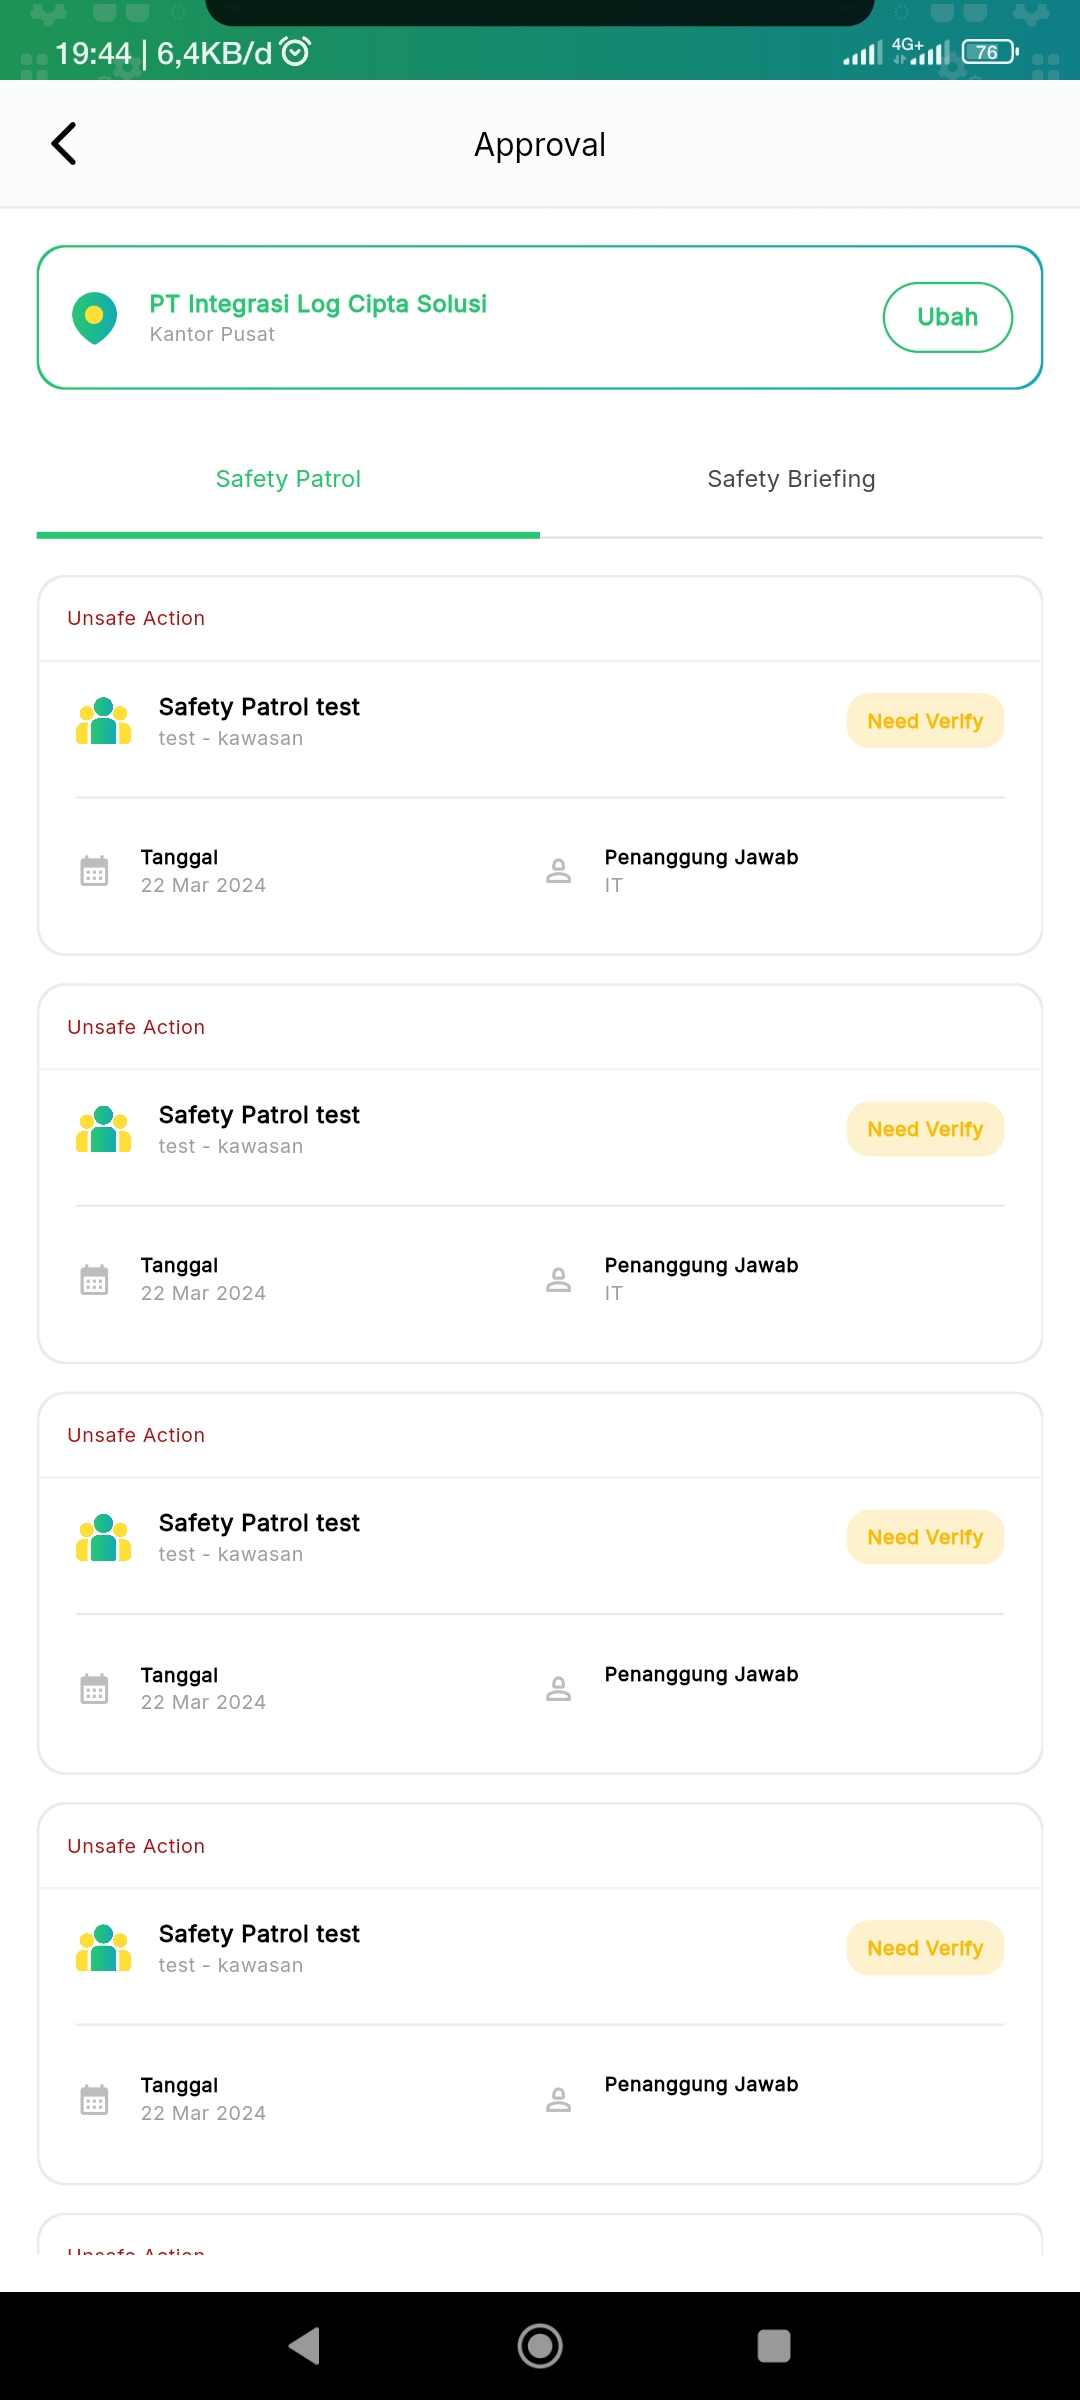 19:44 | 6,4KB/d
4G+
76
Approval
PT Integrasi Log Cipta Solusi
Kantor Pusat
Ubah
Safety Patrol
Safety Briefing
Unsafe Action
Safety Patrol test
test - kawasan
Need Verify
Tanggal
22 Mar 2024
Penanggung Jawab
IT
Unsafe Action
Safety Patrol test
test - kawasan
Need Verify
Tanggal
22 Mar 2024
Penanggung Jawab
IT
Unsafe Action
Safety Patrol test
test - kawasan
Need Verify
Tanggal
22 Mar 2024
Penanggung Jawab
Unsafe Action
Safety Patrol test
test - kawasan
Need Verify
Tanggal
22 Mar 2024
Penanggung Jawab
Unsafe Action